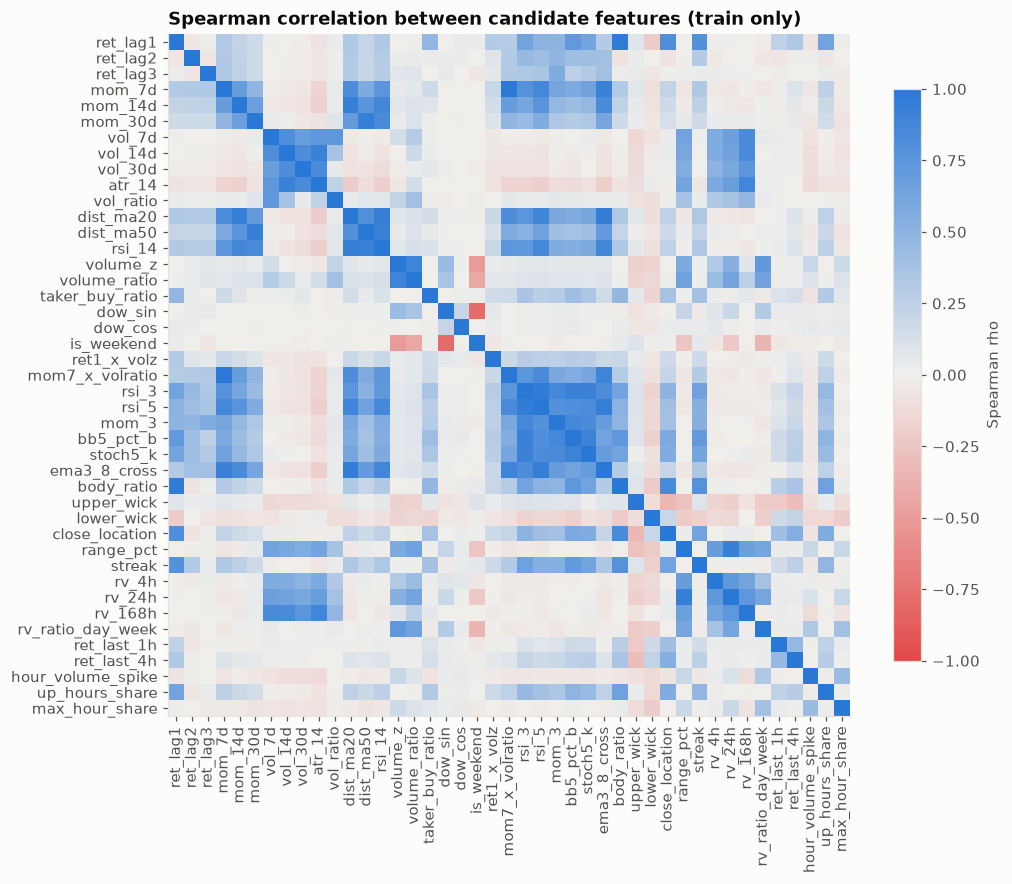 Spearman correlation between candidate features (train only)
ret_lag1
ret_lag2
ret_lag3
mom_7d
mom_14d
mom_30d
vol_7d
vol_14d
vol_30d
atr_14
vol_ratio
dist_ma20
dist_ma50
rsi_14
volume_z
volume_ratio
taker_buy_ratio
dow_sin
dow_cos
is_weekend
ret1_x_volz
mom7_x_volratio
rsi_3
rsi_5
mom_3
bb5_pct_b
stoch5_k
ema3_8_cross
body_ratio
upper_wick
lower_wick
close_location
range_pct
streak
rv_4h
rv_24h
rv_168h
rv_ratio_day_week
ret_last_1h
ret_last_4h
hour_volume_spike
up_hours_share
max_hour_share
ret_lag1
ret_lag2
ret_lag3
mom_7d
mom_14d
mom_30d
vol_7d
vol_14d
vol_30d
atr_14
vol_ratio
dist_ma20
dist_ma50
rsi_14
volume_z
volume_ratio
taker_buy_ratio
dow_sin
dow_cos
is_weekend
ret1_x_volz
mom7_x_volratio
rsi_3
rsi_5
mom_3
bb5_pct_b
stoch5_k
ema3_8_cross
body_ratio
upper_wick
lower_wick
close_location
range_pct
streak
rv_4h
rv_24h
rv_168h
rv_ratio_day_week
ret_last_1h
ret_last_4h
hour_volume_spike
up_hours_share
max_hour_share
1.00
0.75
0.50
0.25
0.00
−0.25
−0.50
−0.75
−1.00
Spearman rho